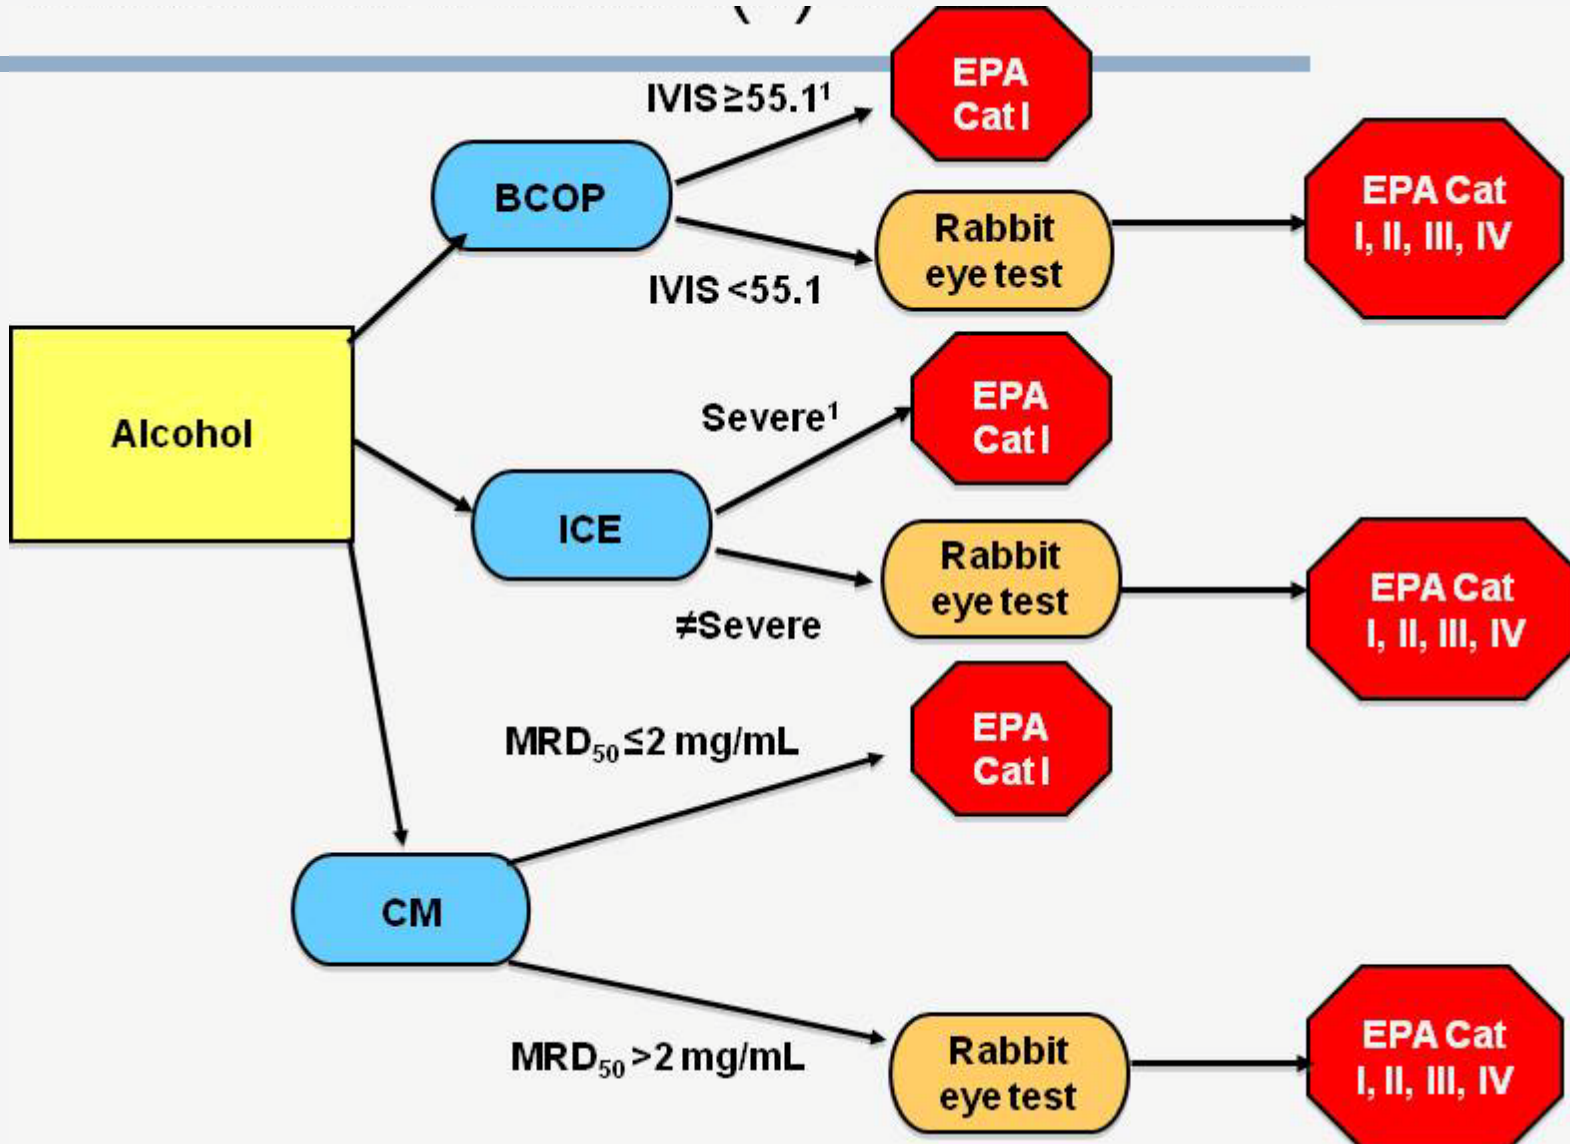 IVIS ≥55.1¹
EPA
Cat I
BCOP
Rabbit
eye test
EPA Cat
I, II, III, IV
IVIS <55.1
Alcohol
Severe¹
EPA
Cat I
ICE
Rabbit
eye test
EPA Cat
I, II, III, IV
≠Severe
MRD₅₀ ≤2 mg/mL
EPA
Cat I
CM
MRD₅₀ >2 mg/mL
Rabbit
eye test
EPA Cat
I, II, III, IV